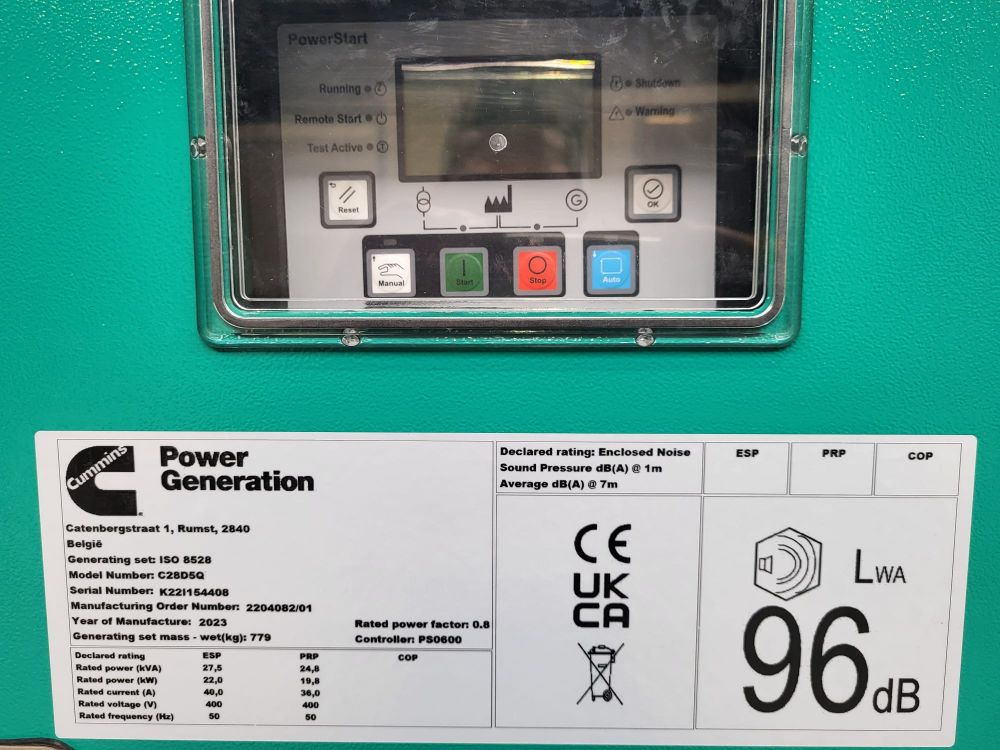 PowerStart
Running
Remote Start
Test Active
Shutdown
Warning
Reset
G
OK
Manual
Start
Stop
Auto
Cummins
Power
Generation
Catenbergstraat 1, Rumst, 2840
België
Generating set: ISO 8528
Model Number: C28D5Q
Serial Number: K22I154408
Manufacturing Order Number: 2204082/01
Year of Manufacture: 2023
Rated power factor: 0.8
Generating set mass - wet(kg): 779
Controller: PS0600
Declared rating ESP PRP COP
Rated power (kVA) 27,5 24,8
Rated power (kW) 22,0 19,8
Rated current (A) 40,0 36,0
Rated voltage (V) 400 400
Rated frequency (Hz) 50 50
Declared rating: Enclosed Noise ESP PRP COP
Sound Pressure dB(A) @ 1m
Average dB(A) @ 7m
CE
UK
CA
LWA
96dB